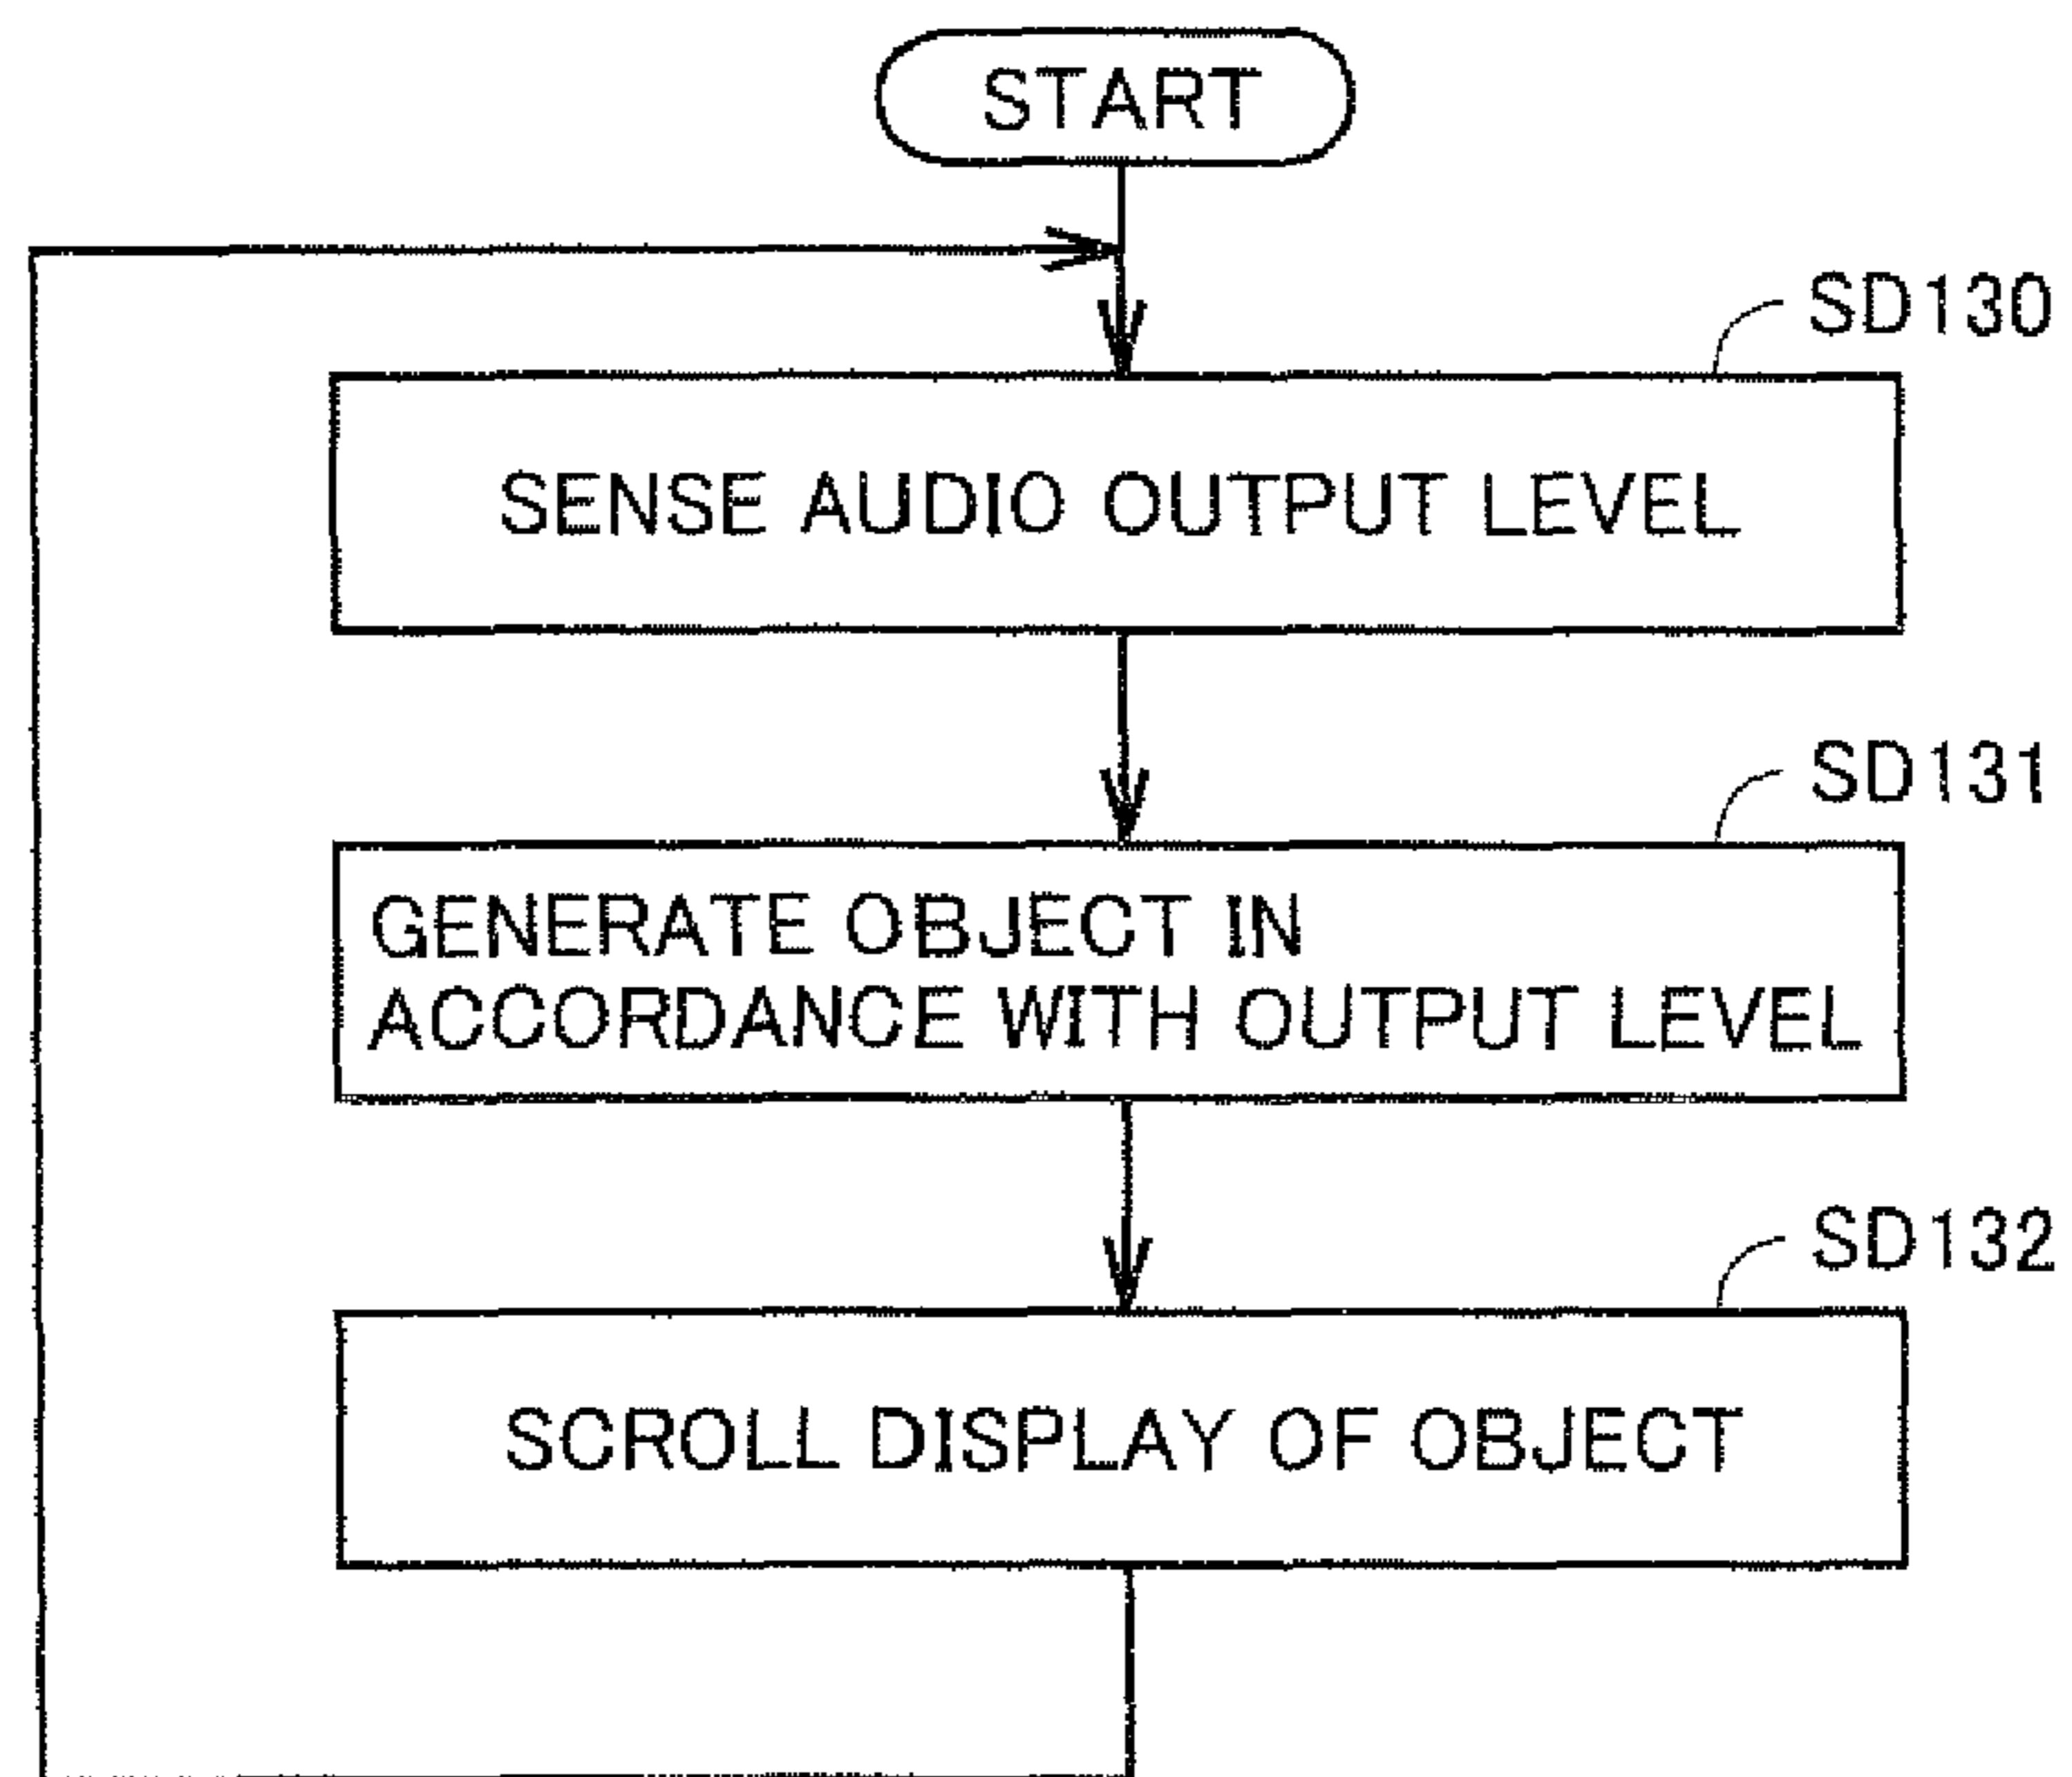 START
SD130
SENSE AUDIO OUTPUT LEVEL
SD131
GENERATE OBJECT IN
ACCORDANCE WITH OUTPUT LEVEL
SD132
SCROLL DISPLAY OF OBJECT